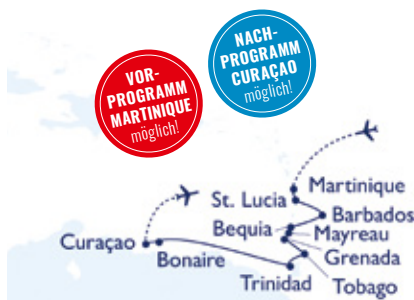 NACH-
PROGRAMM
CURAÇAO
möglich!
VOR-
PROGRAMM
MARTINIQUE
möglich!
Martinique
St. Lucia
Barbados
Bequia
Mayreau
Curaçao
Grenada
Bonaire
Trinidad
Tobago